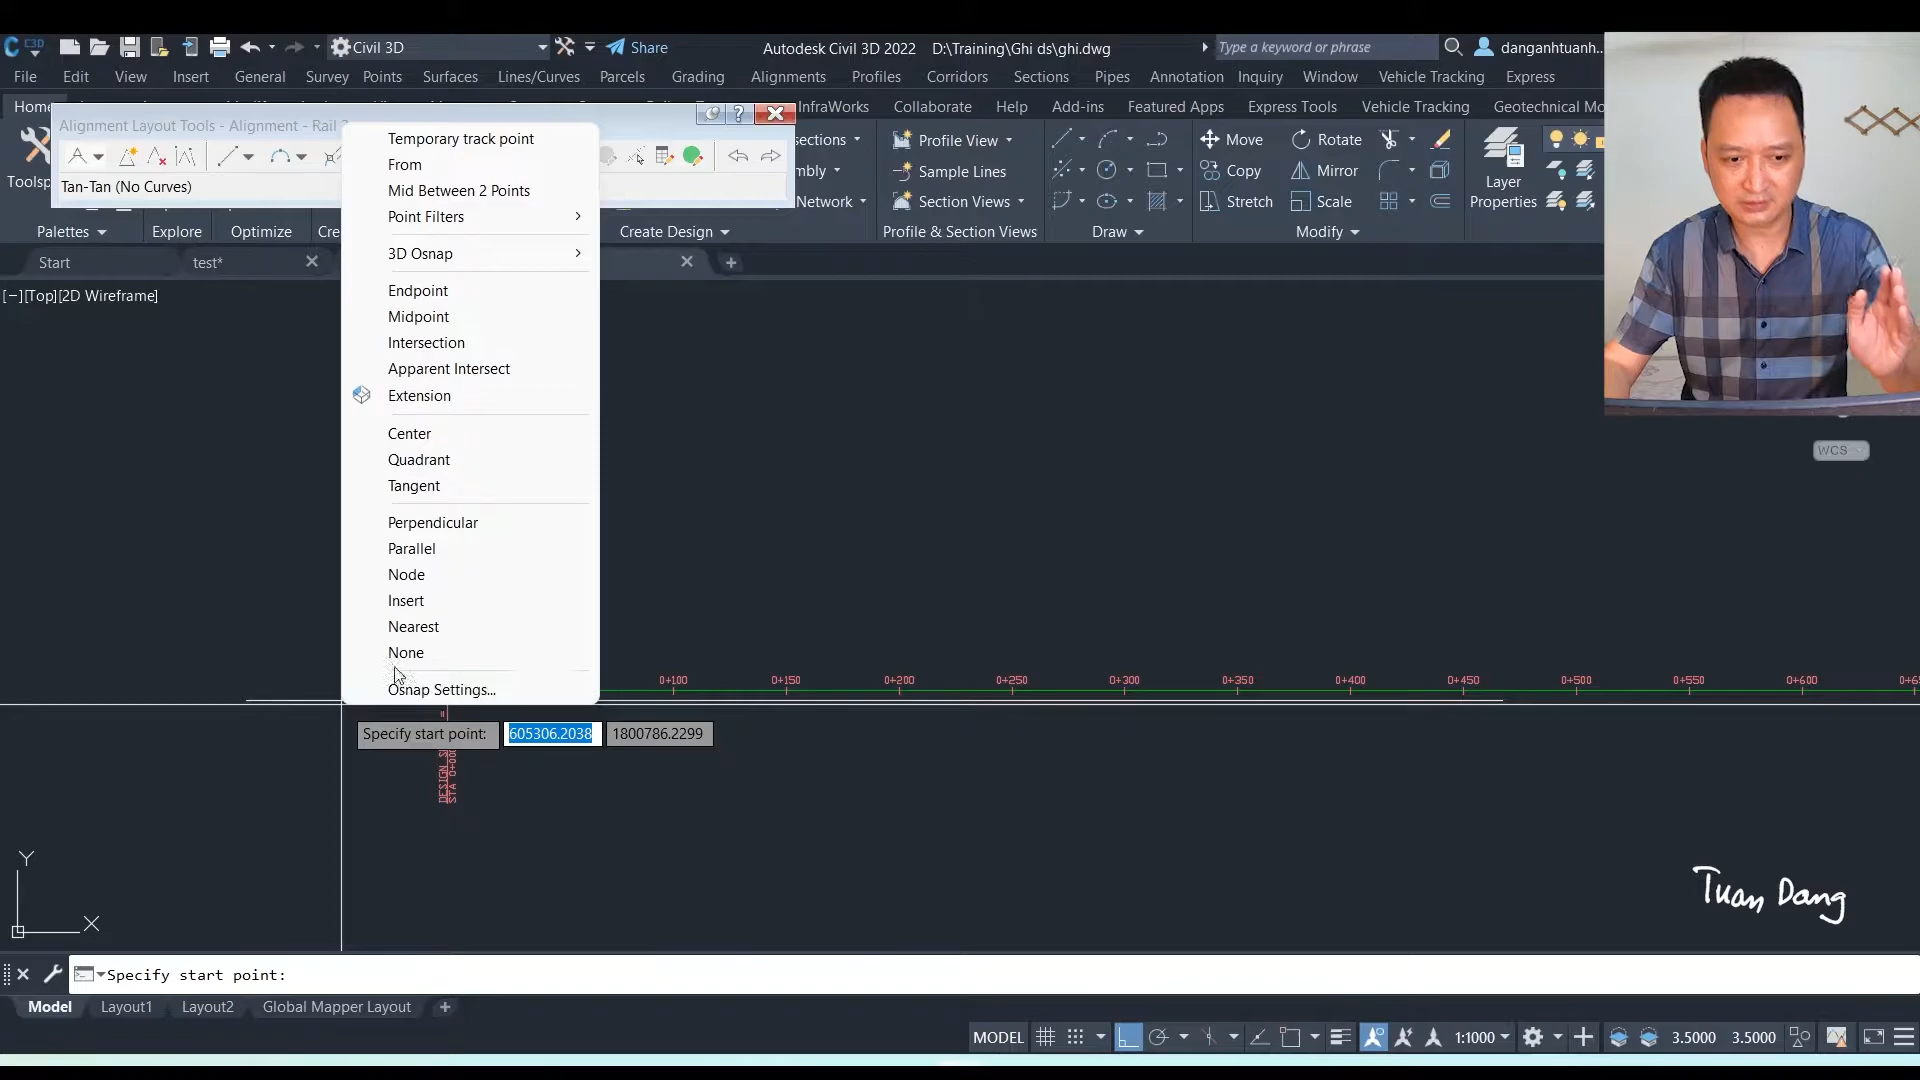 C3D Civil 3D Share Autodesk Civil 3D 2022 D:\Training\Ghi ds\ghi.dwg Type a keyword or phrase danganhtuanh...
File Edit View Insert General Survey Points Surfaces Lines/Curves Parcels Grading Alignments Profiles Corridors Sections Pipes Annotation Inquiry Window Vehicle Tracking Express
Home InfraWorks Collaborate Help Add-ins Featured Apps Express Tools Vehicle Tracking Geotechnical Mo
Alignment Layout Tools - Alignment - Rail
Tan-Tan (No Curves)
Toolsp
sections Profile View Move Rotate
mbly Sample Lines Copy Mirror
Network Section Views Stretch Scale
Layer
Properties
Palettes Explore Optimize Cre Create Design Profile & Section Views Draw Modify
Start test*
[−][Top][2D Wireframe]
Temporary track point
From
Mid Between 2 Points
Point Filters
3D Osnap
Endpoint
Midpoint
Intersection
Apparent Intersect
Extension
Center
Quadrant
Tangent
Perpendicular
Parallel
Node
Insert
Nearest
None
Osnap Settings...
WCS
0+100 0+150 0+200 0+250 0+300 0+350 0+400 0+450 0+500 0+550 0+600 0+65
Specify start point: 605306.2038 1800786.2299
DESIGN S
STA 0+00
Y
X
Tuan Dang
Specify start point:
Model Layout1 Layout2 Global Mapper Layout
MODEL 1:1000 3.5000 3.5000